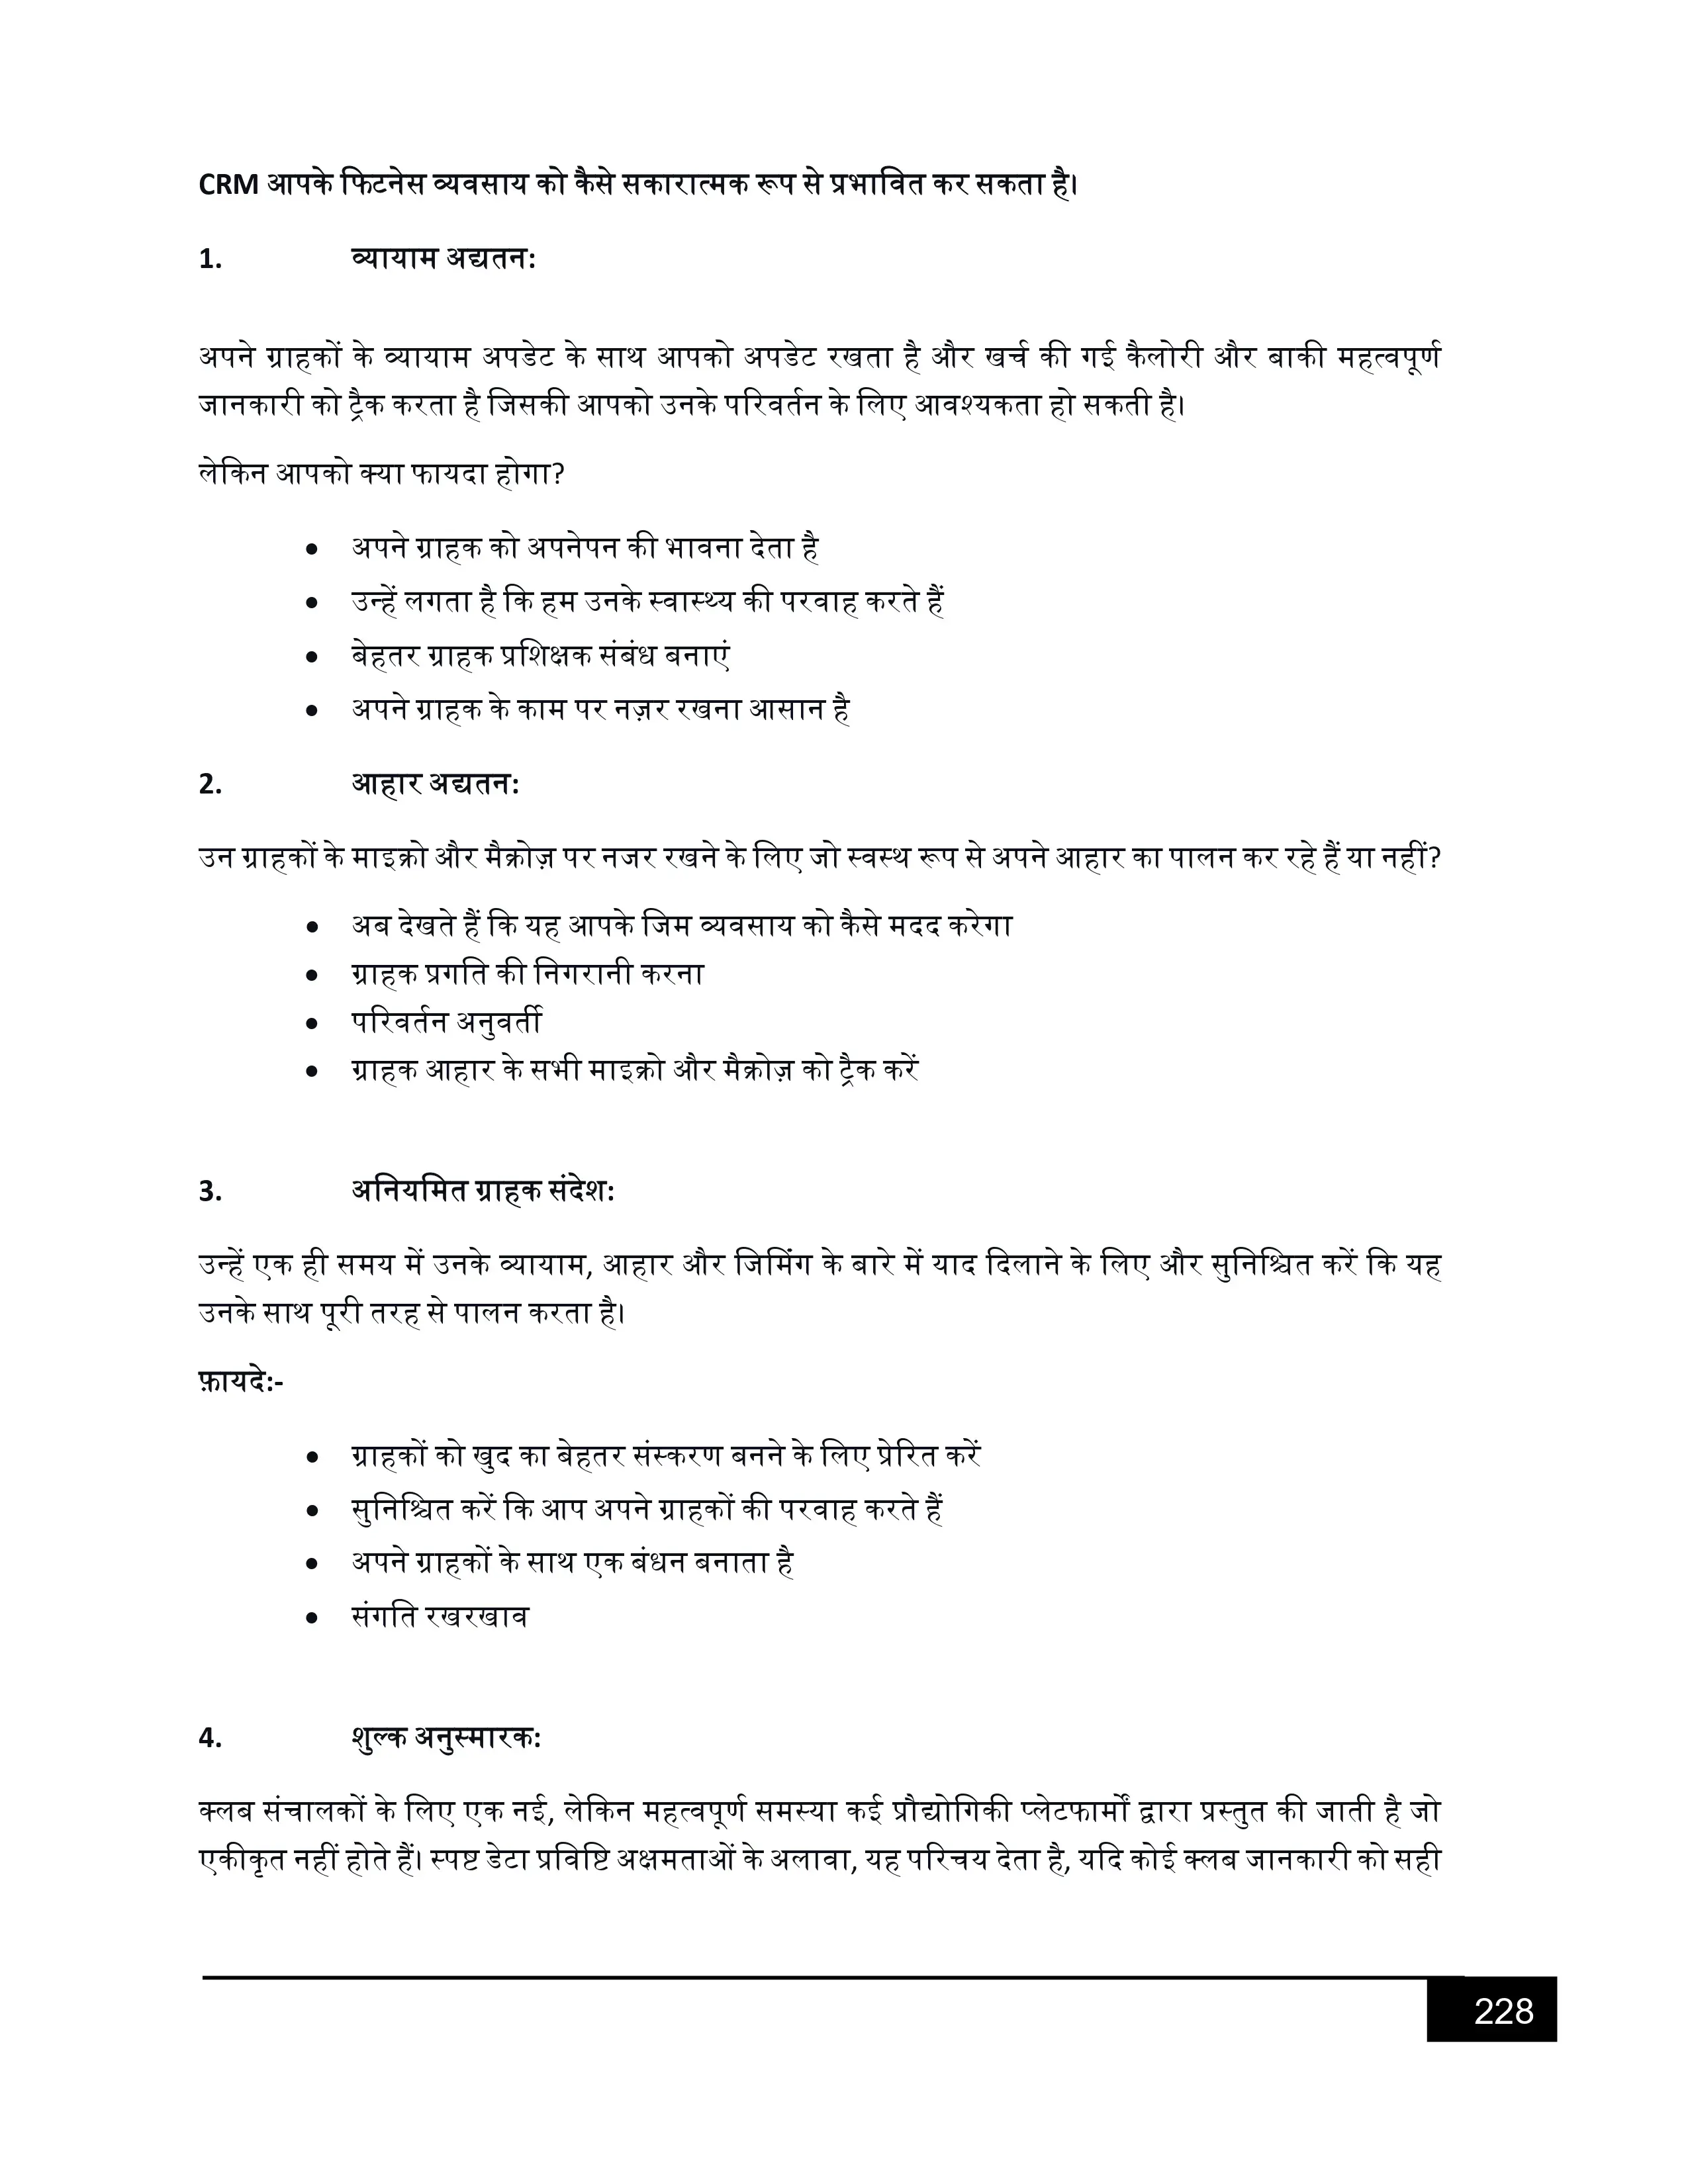 CRM आपके फिटनेस व्यवसाय को कैसे सकारात्मक रूप से प्रभावित कर सकता है।
1. व्यायाम अद्यतन:
अपने ग्राहकों के व्यायाम अपडेट के साथ आपको अपडेट रखता है और खर्च की गई कैलोरी और बाकी महत्वपूर्ण
जानकारी को ट्रैक करता है जिसकी आपको उनके परिवर्तन के लिए आवश्यकता हो सकती है।
लेकिन आपको क्या फायदा होगा?
• अपने ग्राहक को अपनेपन की भावना देता है
• उन्हें लगता है कि हम उनके स्वास्थ्य की परवाह करते हैं
• बेहतर ग्राहक प्रशिक्षक संबंध बनाएं
• अपने ग्राहक के काम पर नज़र रखना आसान है
2. आहार अद्यतन:
उन ग्राहकों के माइक्रो और मैक्रोज़ पर नजर रखने के लिए जो स्वस्थ रूप से अपने आहार का पालन कर रहे हैं या नहीं?
• अब देखते हैं कि यह आपके जिम व्यवसाय को कैसे मदद करेगा
• ग्राहक प्रगति की निगरानी करना
• परिवर्तन अनुवर्ती
• ग्राहक आहार के सभी माइक्रो और मैक्रोज़ को ट्रैक करें
3. अनियमित ग्राहक संदेश:
उन्हें एक ही समय में उनके व्यायाम, आहार और जिमिंग के बारे में याद दिलाने के लिए और सुनिश्चित करें कि यह
उनके साथ पूरी तरह से पालन करता है।
फ़ायदे:-
• ग्राहकों को खुद का बेहतर संस्करण बनने के लिए प्रेरित करें
• सुनिश्चित करें कि आप अपने ग्राहकों की परवाह करते हैं
• अपने ग्राहकों के साथ एक बंधन बनाता है
• संगति रखरखाव
4. शुल्क अनुस्मारक:
क्लब संचालकों के लिए एक नई, लेकिन महत्वपूर्ण समस्या कई प्रौद्योगिकी प्लेटफार्मों द्वारा प्रस्तुत की जाती है जो
एकीकृत नहीं होते हैं। स्पष्ट डेटा प्रविष्टि अक्षमताओं के अलावा, यह परिचय देता है, यदि कोई क्लब जानकारी को सही
228